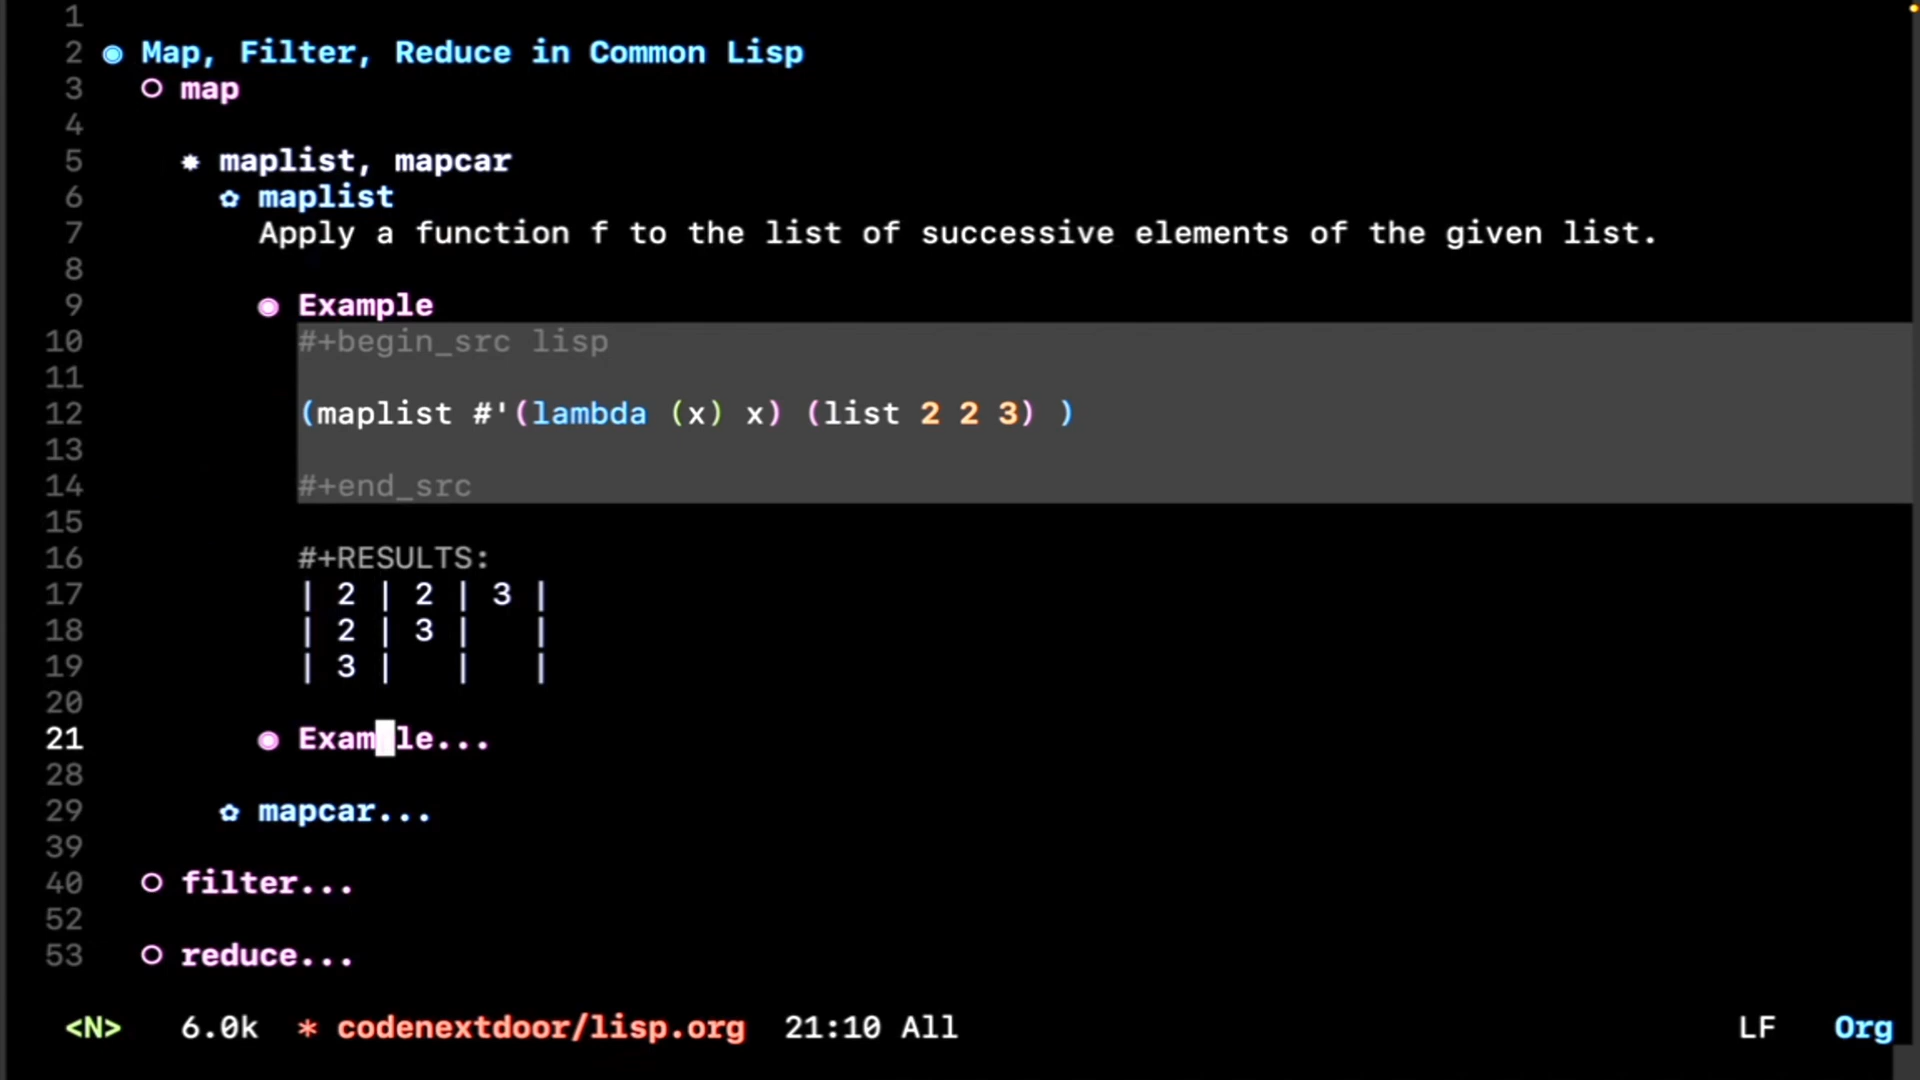 1
2 ◉ Map, Filter, Reduce in Common Lisp
3 ○ map
4
5 ✸ maplist, mapcar
6 ✿ maplist
7 Apply a function f to the list of successive elements of the given list.
8
9 ◉ Example
10 #+begin_src lisp
11
12 (maplist #'(lambda (x) x) (list 2 2 3) )
13
14 #+end_src
15
16 #+RESULTS:
17 | 2 | 2 | 3 |
18 | 2 | 3 |   |
19 | 3 |   |   |
20
21 ◉ Exam le...
28
29 ✿ mapcar...
39
40 ○ filter...
52
53 ○ reduce...
<N> 6.0k * codenextdoor/lisp.org 21:10 All LF Org